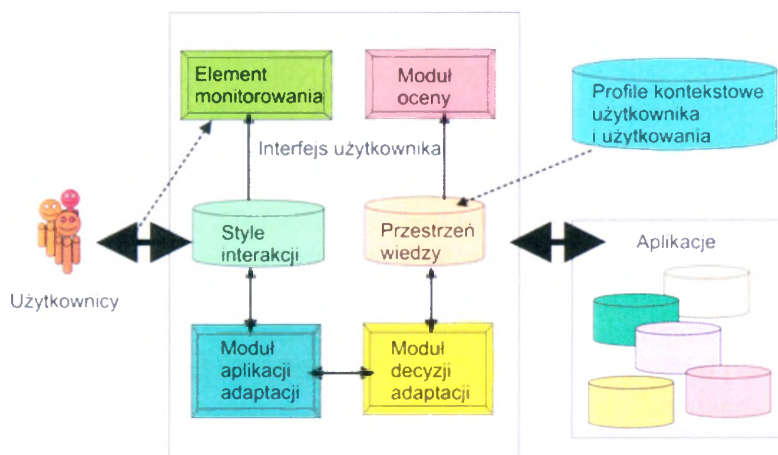 Element
monitorowania
Moduł
oceny
Profile kontekstowe
użytkownika
i użytkowania
Interfejs użytkownika
Style
interakcji
Przestrzeń
wiedzy
Aplikacje
Użytkownicy
Moduł
aplikacji
adaptacji
Moduł
decyzji
adaptacji